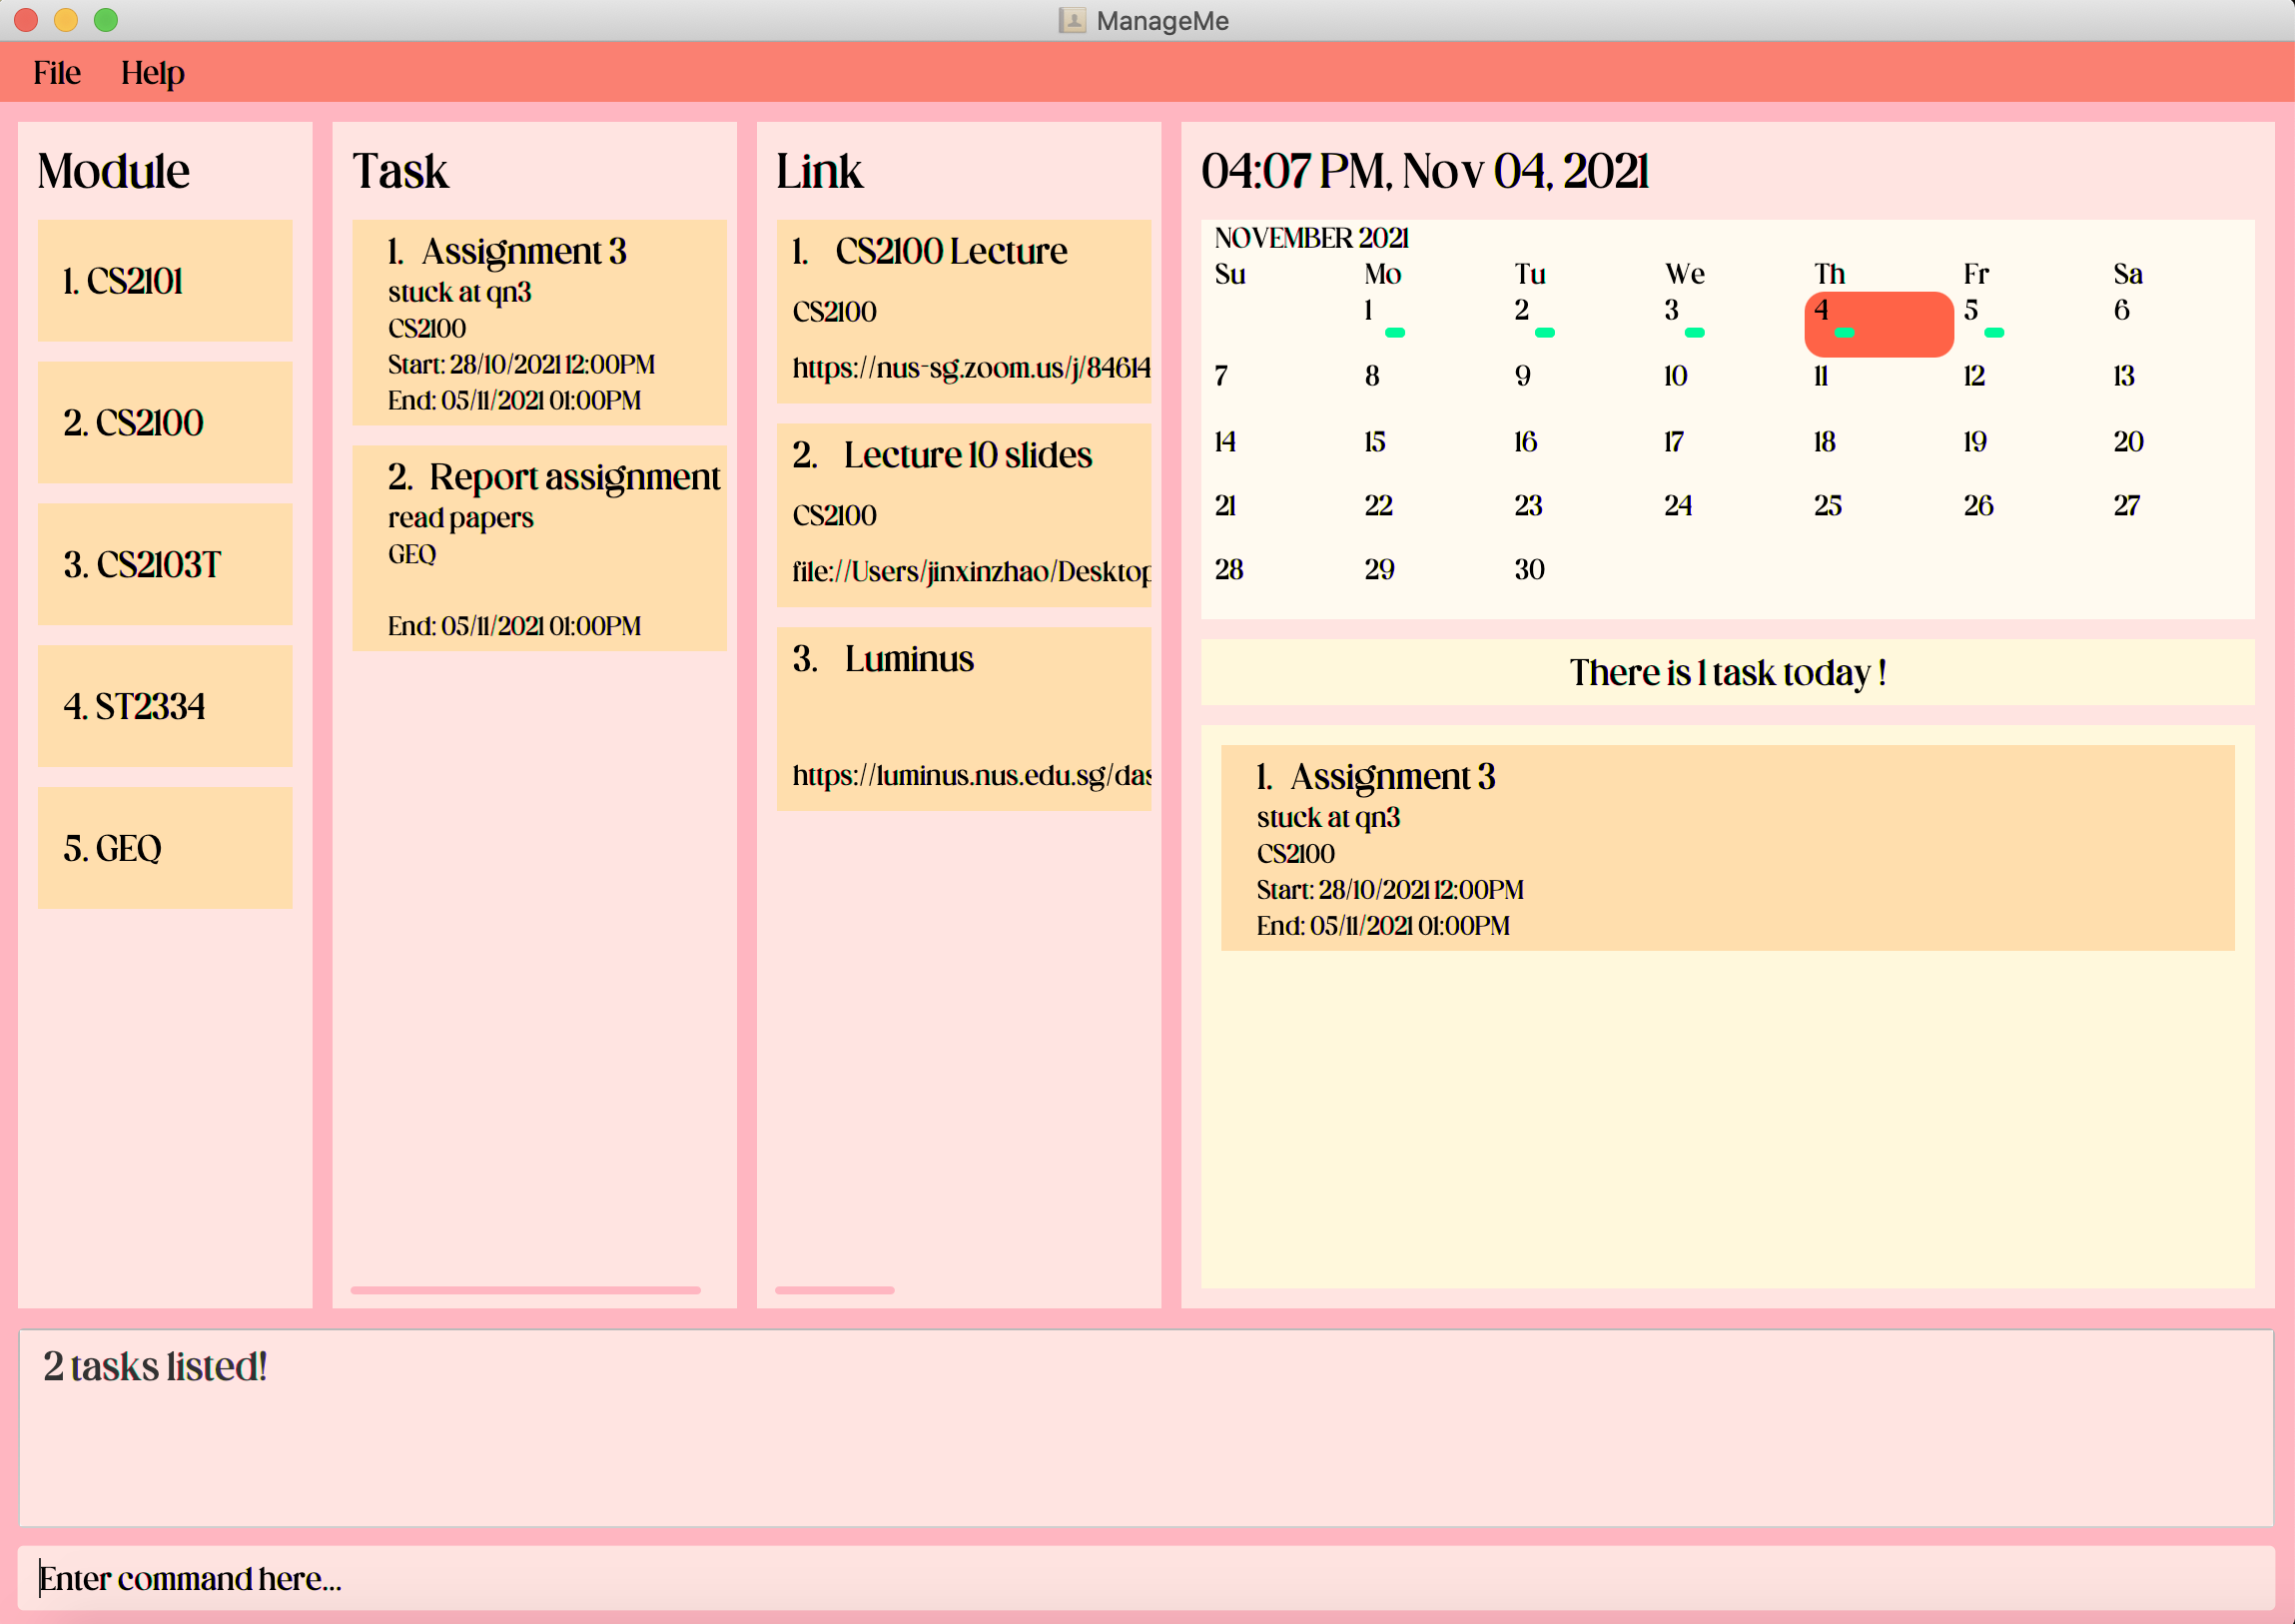 ManageMe
File Help
Module
1. CS2101
2. CS2100
3. CS2103T
4. ST2334
5. GEQ
Task
1. Assignment 3
stuck at qn3
CS2100
Start: 28/10/2021 12:00PM
End: 05/11/2021 01:00PM
2. Report assignment
read papers
GEQ
End: 05/11/2021 01:00PM
Link
1. CS2100 Lecture
CS2100
https://nus-sg.zoom.us/j/84614
2. Lecture 10 slides
CS2100
file://Users/jinxinzhao/Desktop
3. Luminus
https://luminus.nus.edu.sg/das
04:07 PM, Nov 04, 2021
NOVEMBER 2021
Su Mo Tu We Th Fr Sa
1 2 3 4 5 6
7 8 9 10 11 12 13
14 15 16 17 18 19 20
21 22 23 24 25 26 27
28 29 30
There is 1 task today !
1. Assignment 3
stuck at qn3
CS2100
Start: 28/10/2021 12:00PM
End: 05/11/2021 01:00PM
2 tasks listed!
Enter command here...